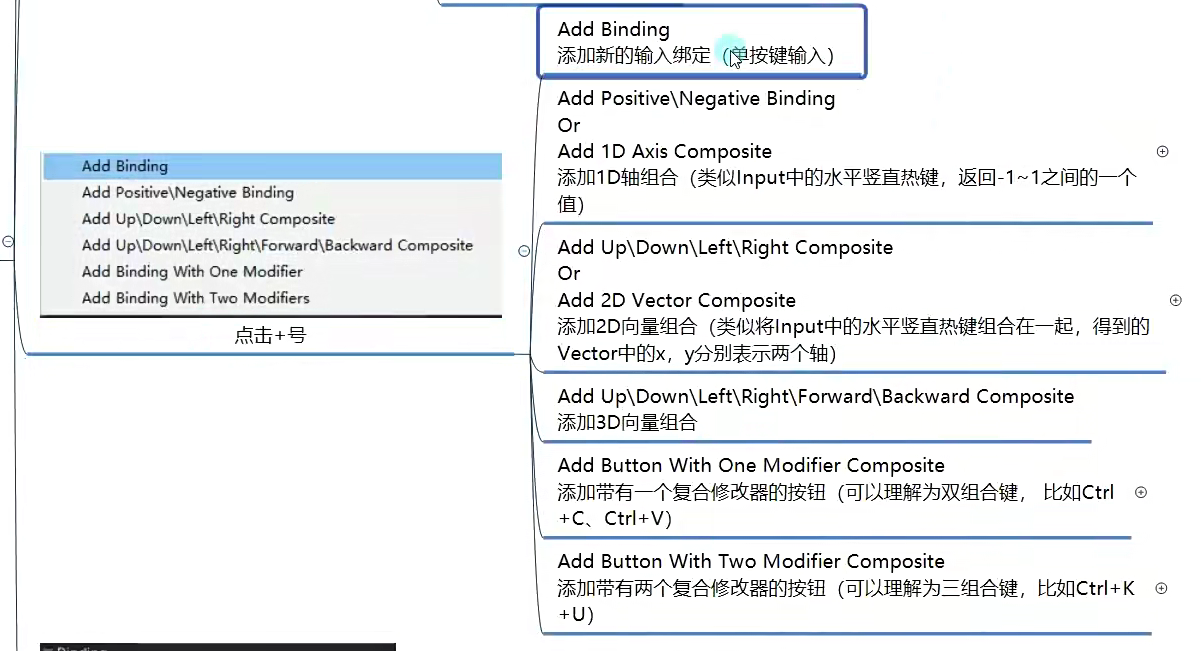 Add Binding
Add Positive\Negative Binding
Add Up\Down\Left\Right Composite
Add Up\Down\Left\Right\Forward\Backward Composite
Add Binding With One Modifier
Add Binding With Two Modifiers
点击+号
Add Binding
添加新的输入绑定（单按键输入）
Add Positive\Negative Binding
Or
Add 1D Axis Composite
添加1D轴组合（类似Input中的水平竖直热键，返回-1~1之间的一个
值）
Add Up\Down\Left\Right Composite
Or
Add 2D Vector Composite
添加2D向量组合（类似将Input中的水平竖直热键组合在一起，得到的
Vector中的x，y分别表示两个轴）
Add Up\Down\Left\Right\Forward\Backward Composite
添加3D向量组合
Add Button With One Modifier Composite
添加带有一个复合修改器的按钮（可以理解为双组合键， 比如Ctrl
+C、Ctrl+V）
Add Button With Two Modifier Composite
添加带有两个复合修改器的按钮（可以理解为三组合键，比如Ctrl+K
+U）